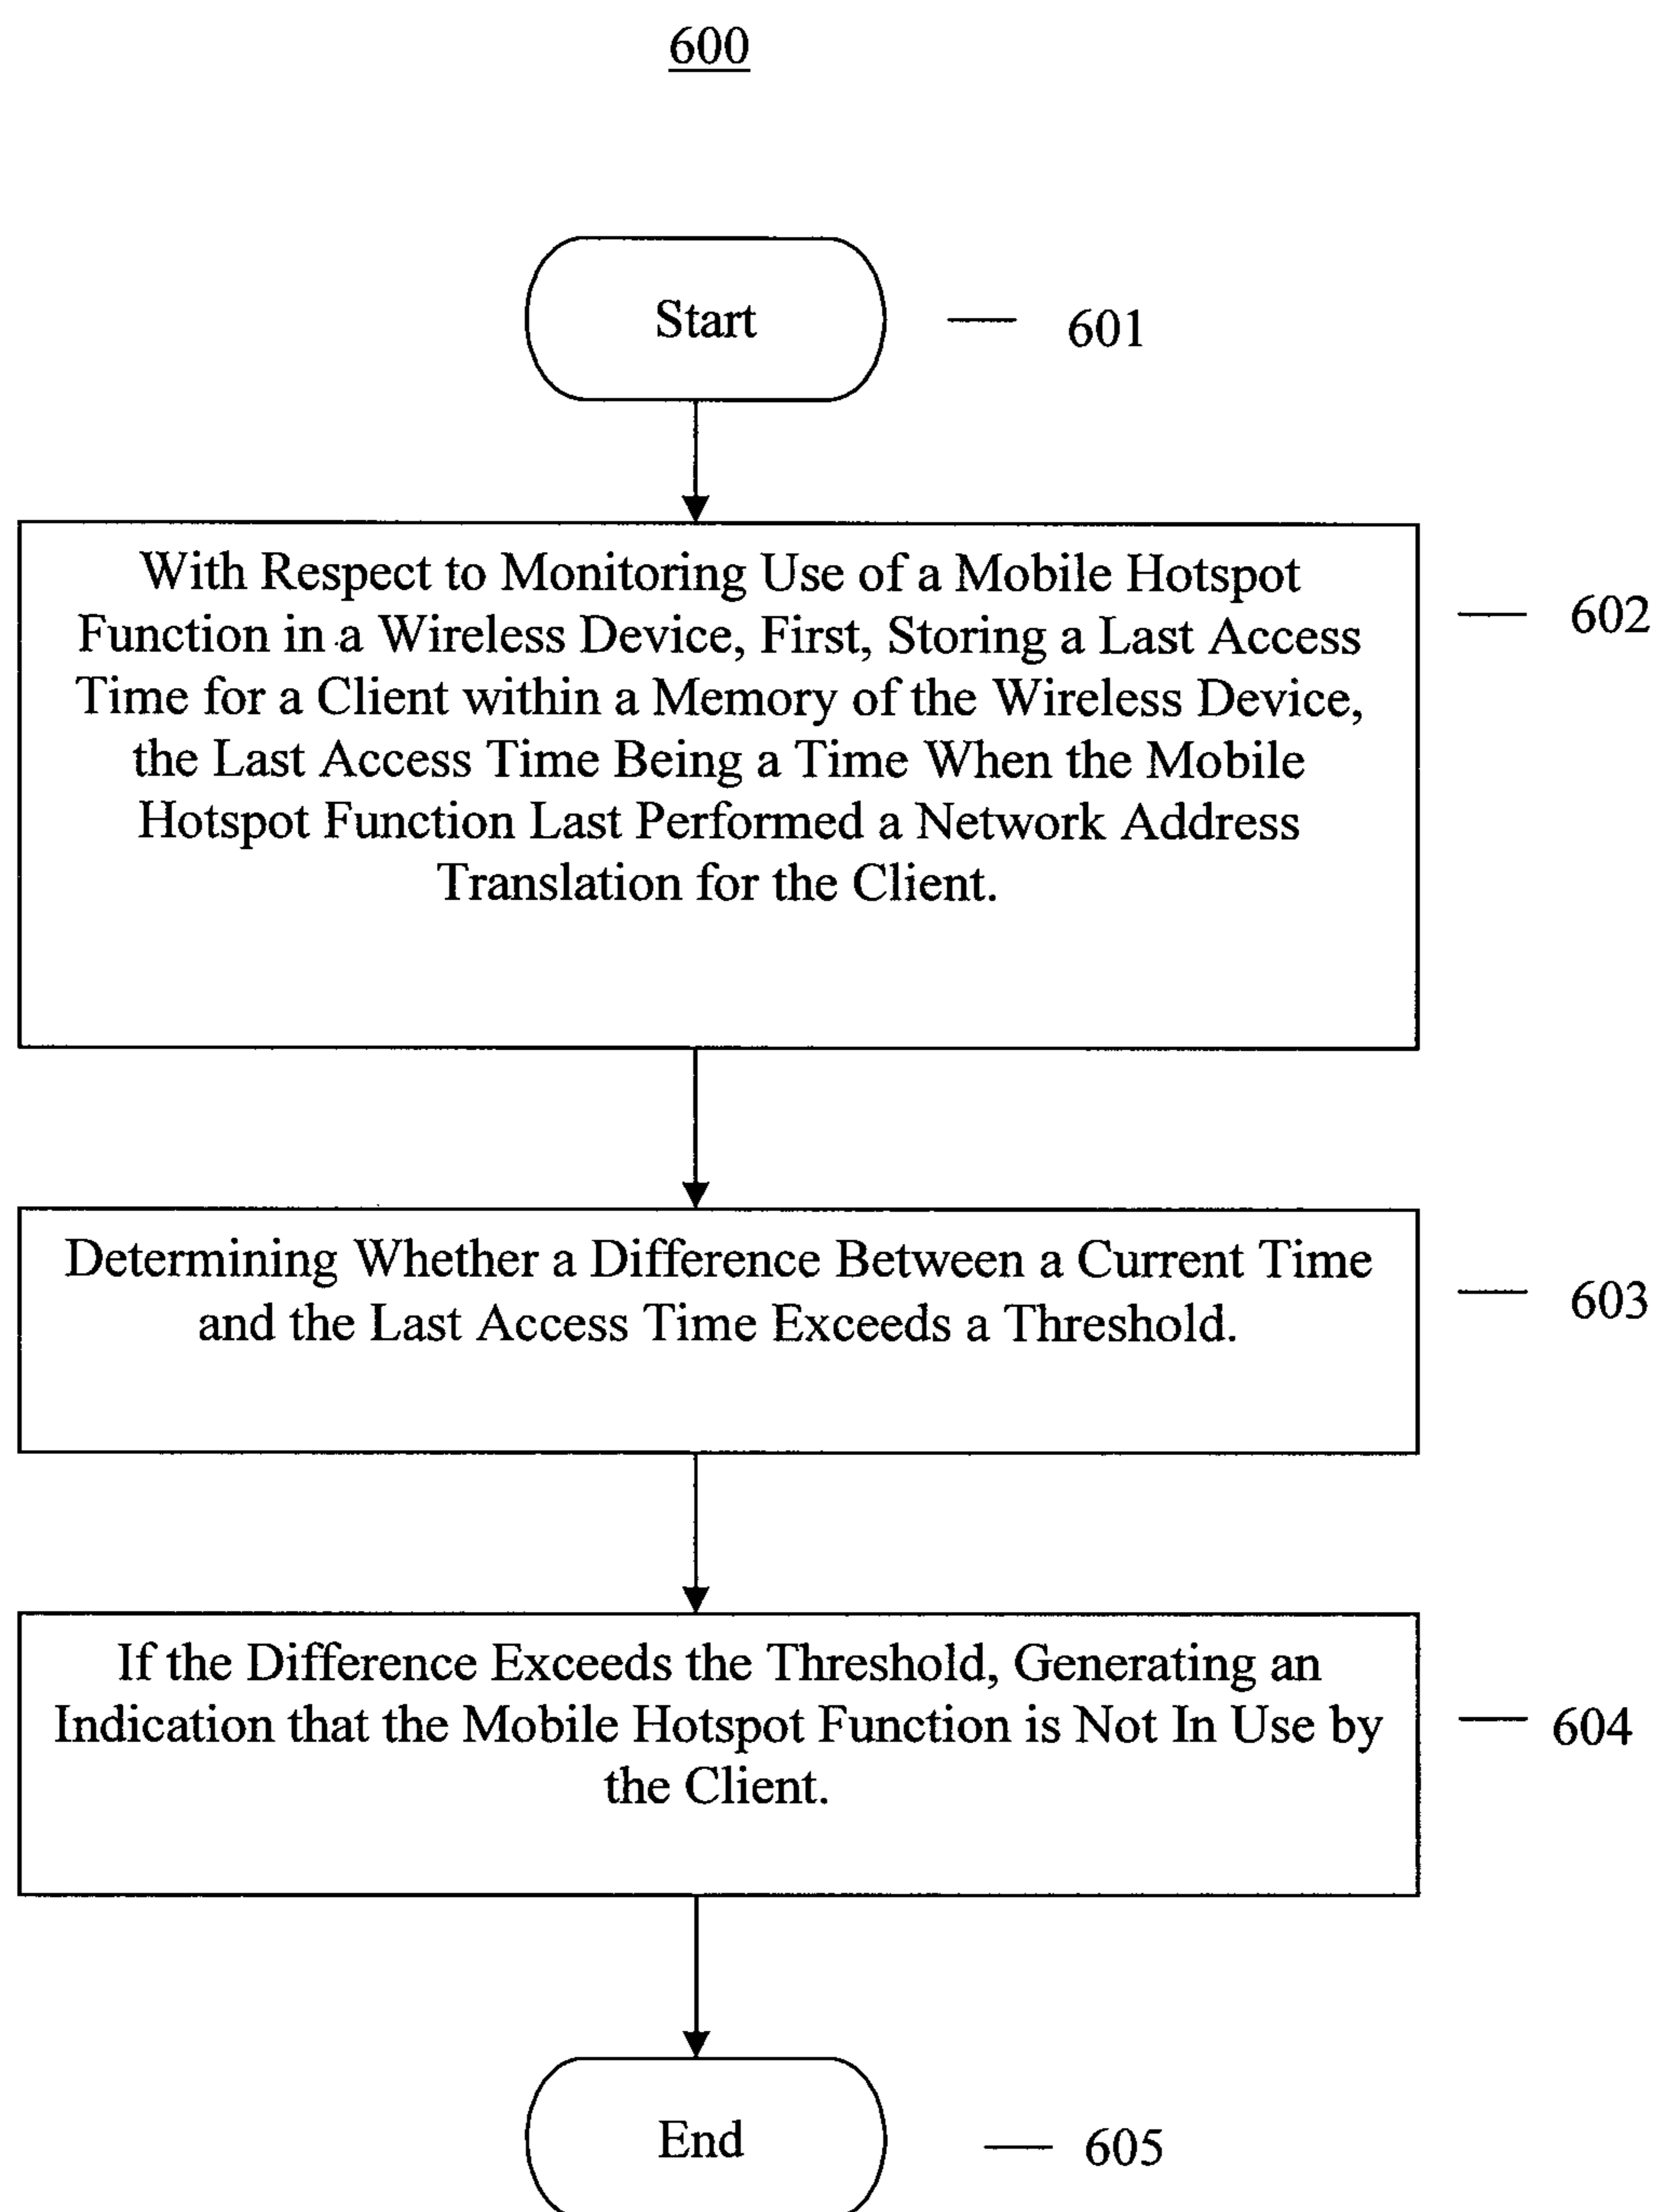 600
Start
601
With Respect to Monitoring Use of a Mobile Hotspot
Function in a Wireless Device, First, Storing a Last Access
Time for a Client within a Memory of the Wireless Device,
the Last Access Time Being a Time When the Mobile
Hotspot Function Last Performed a Network Address
Translation for the Client.
602
Determining Whether a Difference Between a Current Time
and the Last Access Time Exceeds a Threshold.
603
If the Difference Exceeds the Threshold, Generating an
Indication that the Mobile Hotspot Function is Not In Use by
the Client.
604
End
605